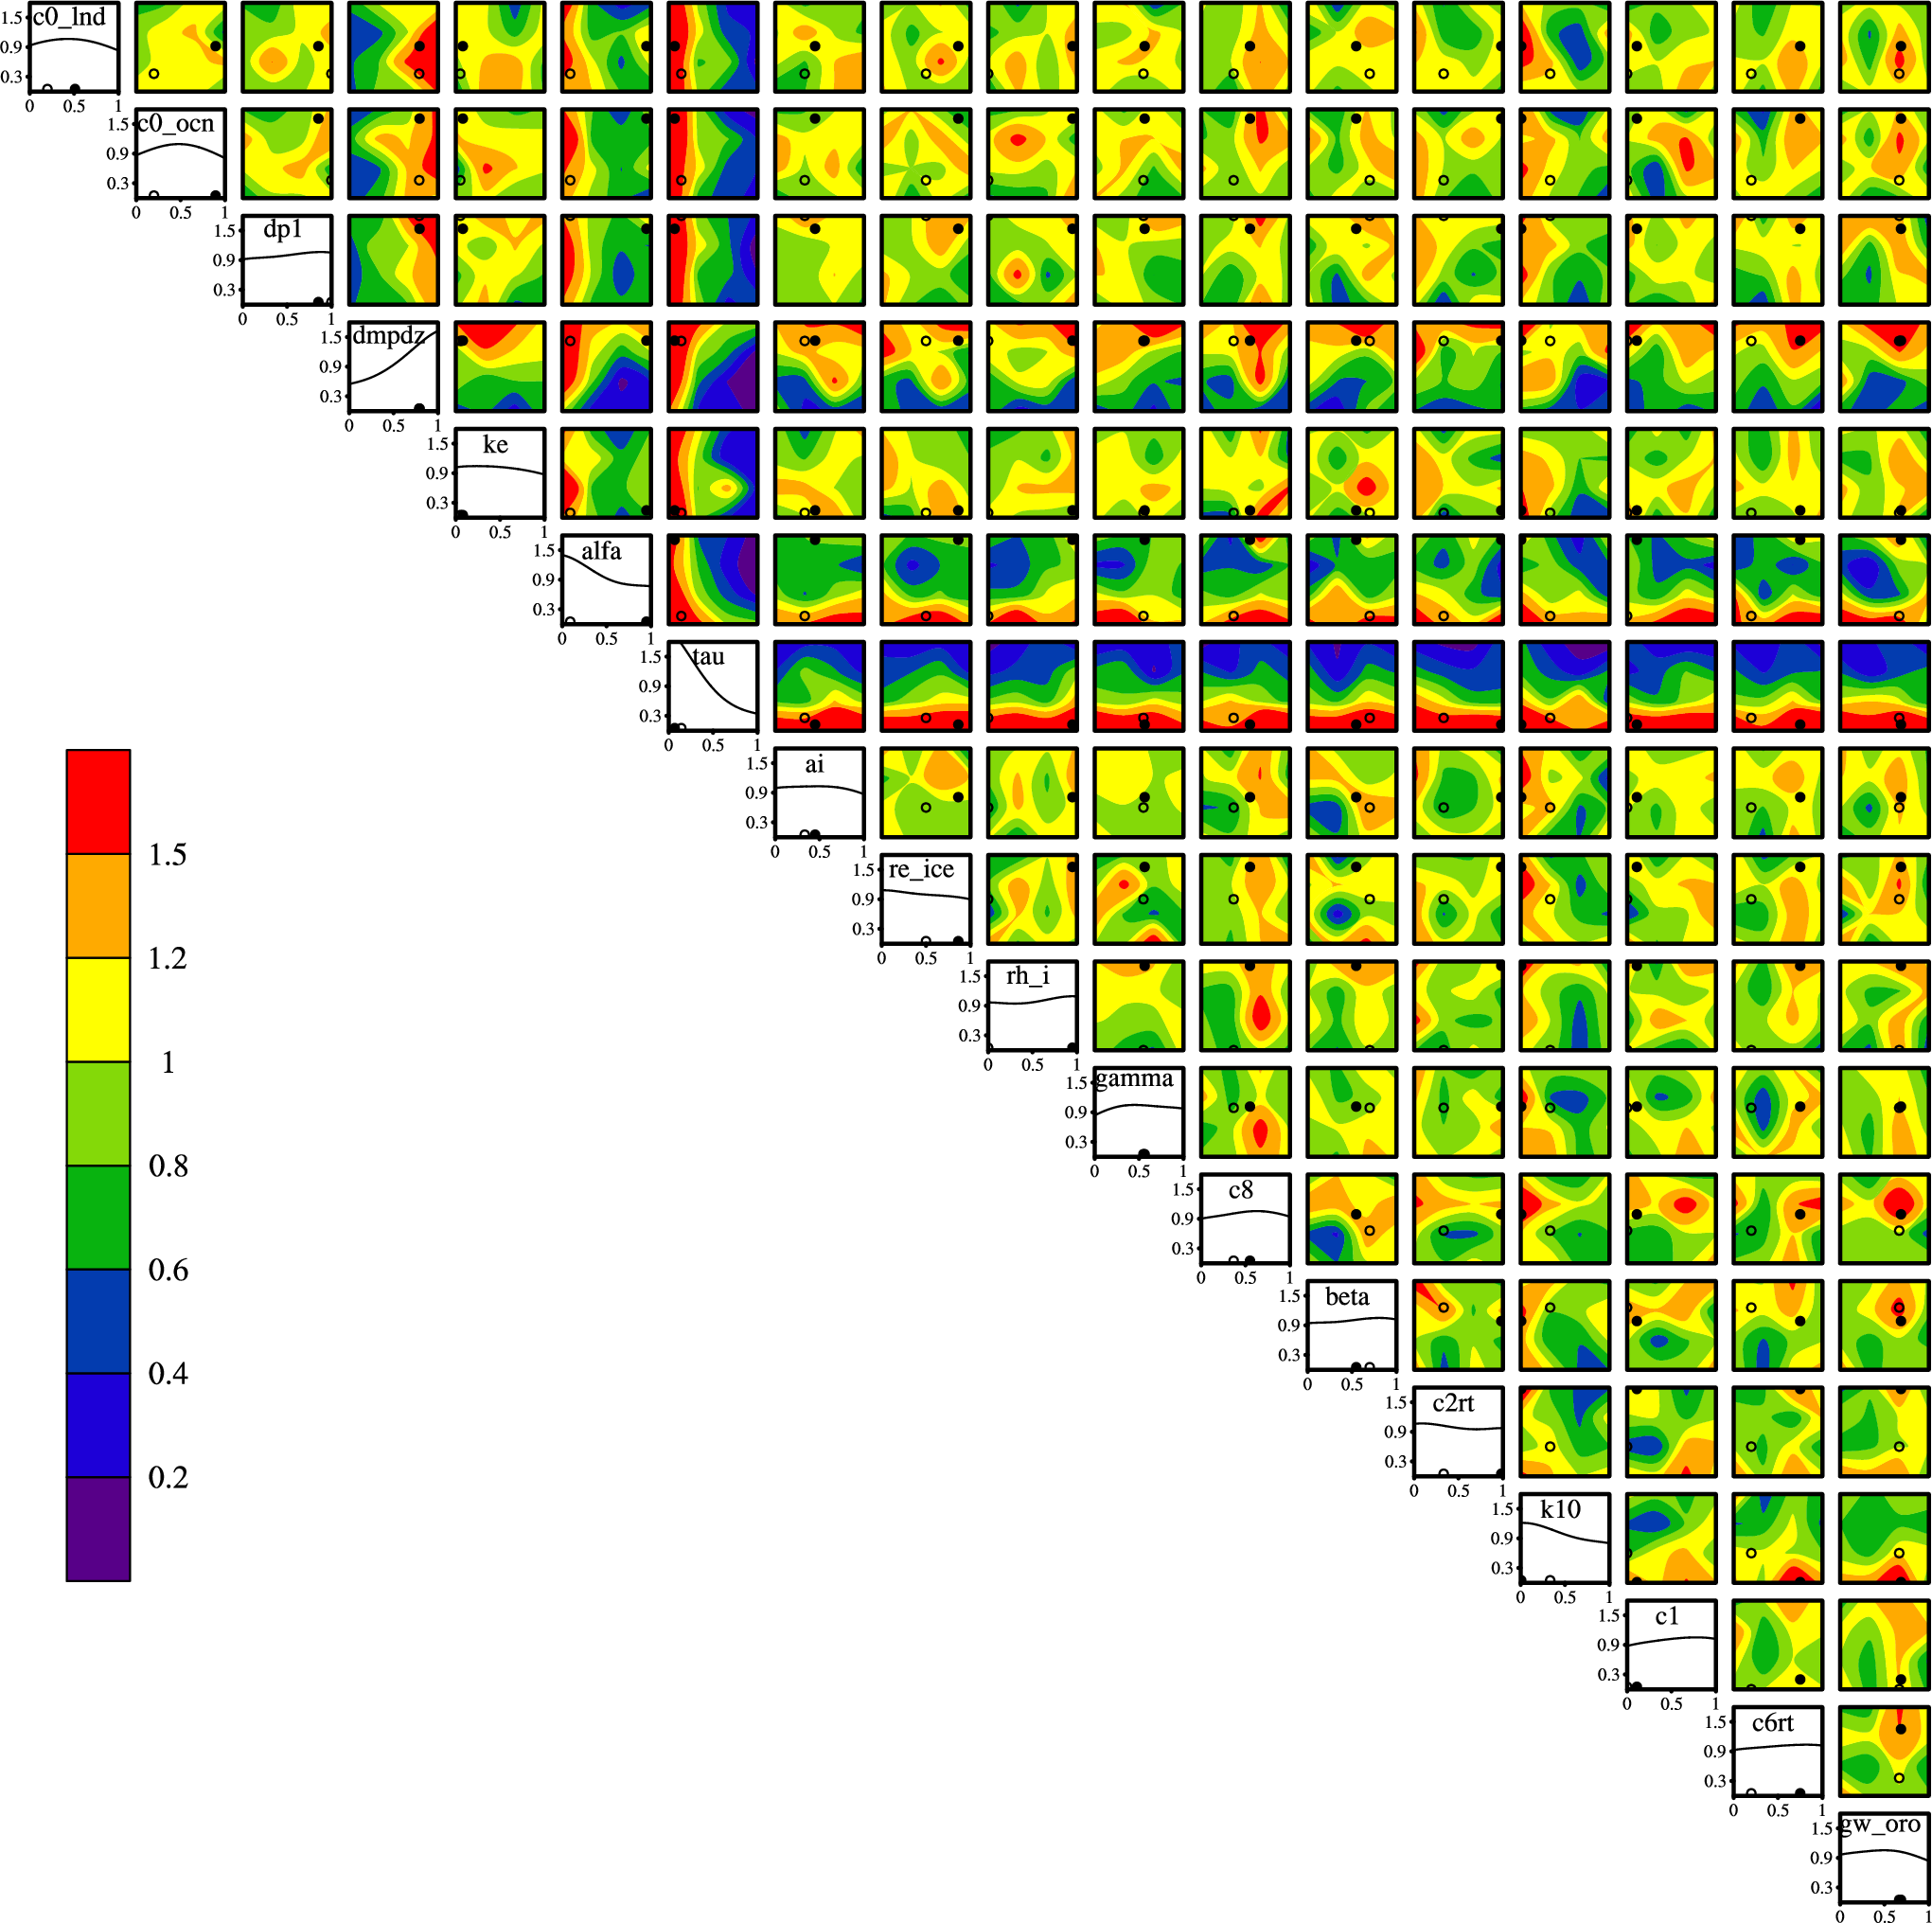 1.5 c0_lnd
0.9
0.3
0 0.5 1
1.5 c0_ocn
0.9
0.3
0 0.5 1
1.5 dp1
0.9
0.3
0 0.5 1
1.5 dmpdz
0.9
0.3
0 0.5 1
1.5 ke
0.9
0.3
0 0.5 1
1.5 alfa
0.9
0.3
0 0.5 1
1.5 tau
0.9
0.3
0 0.5 1
1.5 ai
0.9
0.3
0 0.5 1
1.5 re_ice
0.9
0.3
0 0.5 1
1.5 rh_i
0.9
0.3
0 0.5 1
1.5 gamma
0.9
0.3
0 0.5 1
1.5 c8
0.9
0.3
0 0.5 1
1.5 beta
0.9
0.3
0 0.5 1
1.5 c2rt
0.9
0.3
0 0.5 1
1.5 k10
0.9
0.3
0 0.5 1
1.5 c1
0.9
0.3
0 0.5 1
1.5 c6rt
0.9
0.3
0 0.5 1
1.5 gw_oro
0.9
0.3
0 0.5 1
1.5
1.2
1
0.8
0.6
0.4
0.2